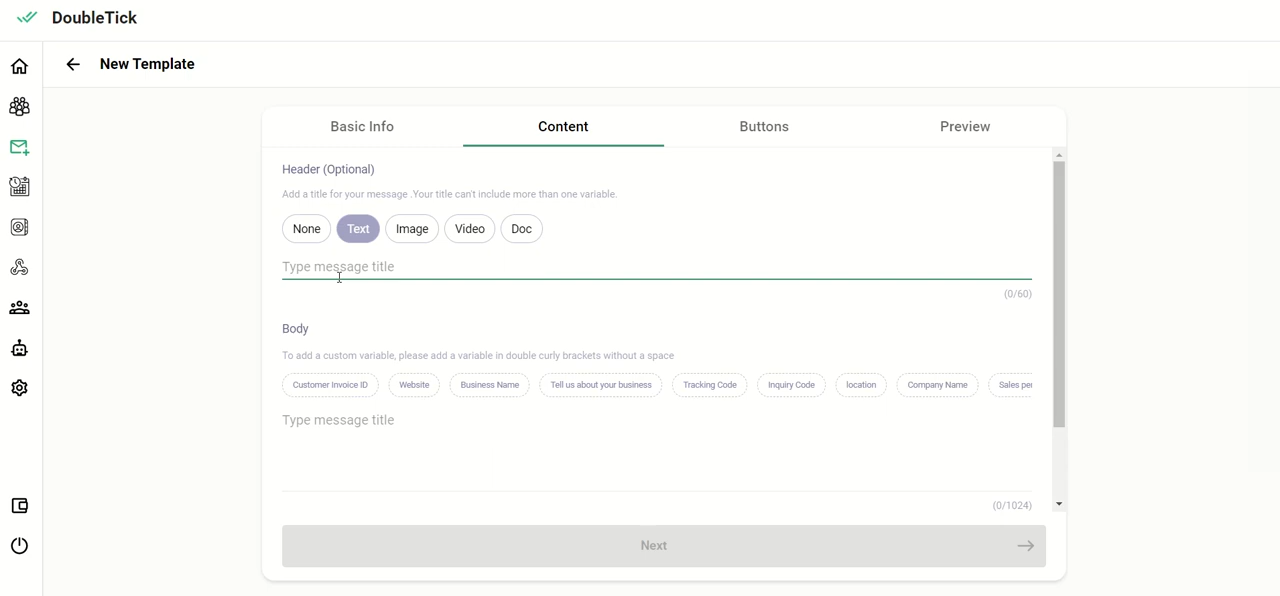 DoubleTick
New Template
Basic Info Content Buttons Preview
Header (Optional)
Add a title for your message .Your title can't include more than one variable.
None Text Image Video Doc
Type message title
(0/60)
Body
To add a custom variable, please add a variable in double curly brackets without a space
Customer Invoice ID Website Business Name Tell us about your business Tracking Code Inquiry Code location Company Name Sales per
Type message title
(0/1024)
Next